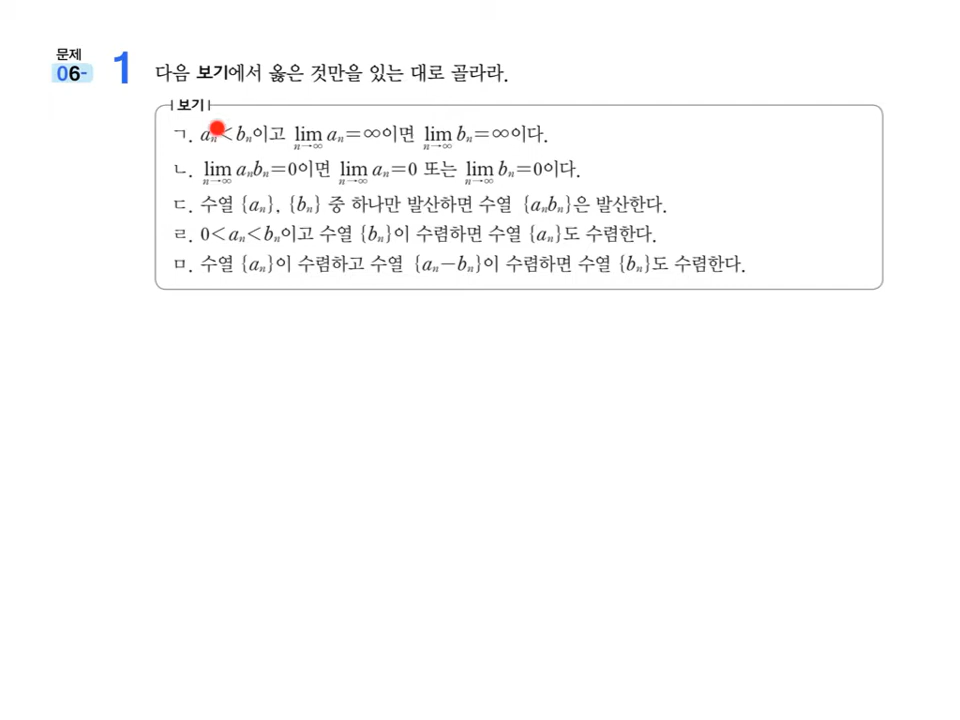 문제
06- 1 다음 보기에서 옳은 것만을 있는 대로 골라라.
보기
ㄱ. aₙ<bₙ이고 lim_{n→∞} aₙ=∞이면 lim_{n→∞} bₙ=∞이다.
ㄴ. lim_{n→∞} aₙbₙ=0이면 lim_{n→∞} aₙ=0 또는 lim_{n→∞} bₙ=0이다.
ㄷ. 수열 {aₙ}, {bₙ} 중 하나만 발산하면 수열 {aₙbₙ}은 발산한다.
ㄹ. 0<aₙ<bₙ이고 수열 {bₙ}이 수렴하면 수열 {aₙ}도 수렴한다.
ㅁ. 수열 {aₙ}이 수렴하고 수열 {aₙ-bₙ}이 수렴하면 수열 {bₙ}도 수렴한다.